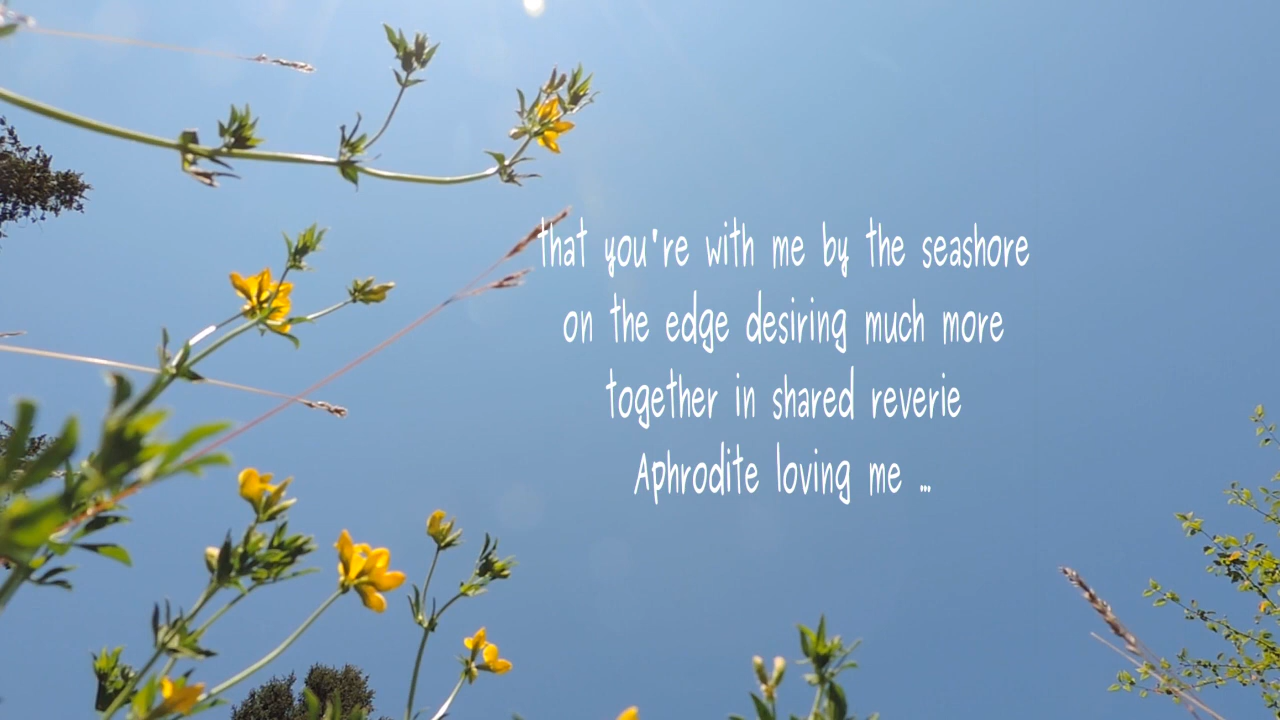 that you're with me by the seashore
on the edge desiring much more
together in shared reverie
Aphrodite loving me ...